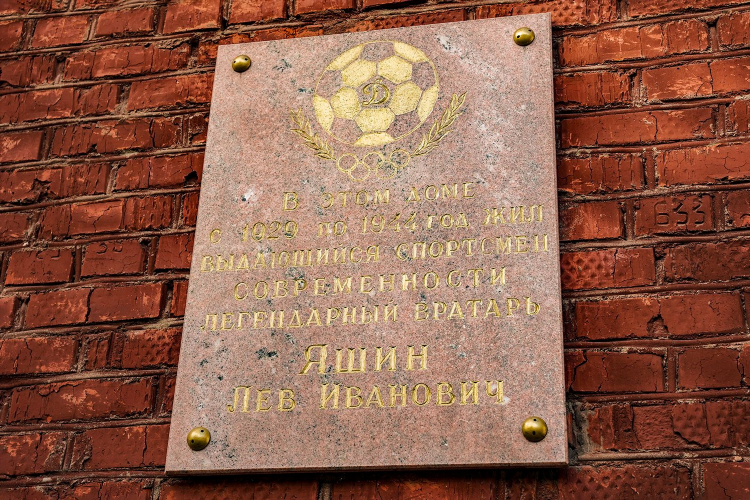 Д
В ЭТОМ ДОМЕ
С 1929 ПО 1944 ГОД ЖИЛ
ВЫДАЮЩИЙСЯ СПОРТСМЕН
СОВРЕМЕННОСТИ
ЛЕГЕНДАРНЫЙ ВРАТАРЬ
ЯШИН
ЛЕВ ИВАНОВИЧ
633